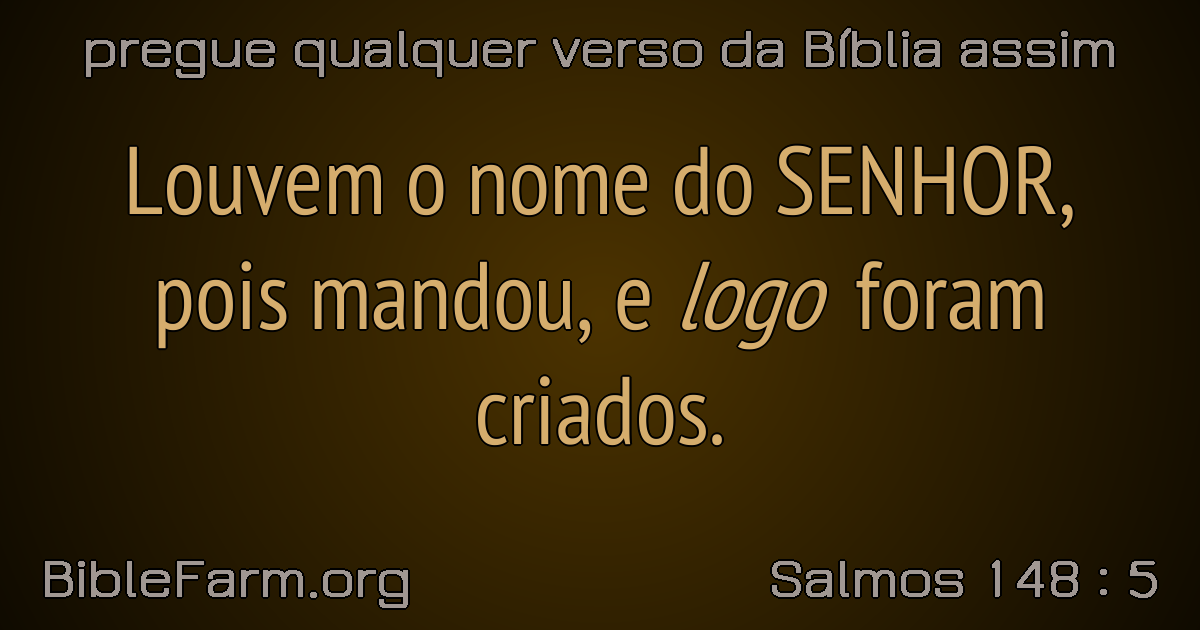 pregue qualquer verso da Bíblia assim
Louvem o nome do SENHOR,
pois mandou, e logo foram
criados.
BibleFarm.org
Salmos 148 : 5